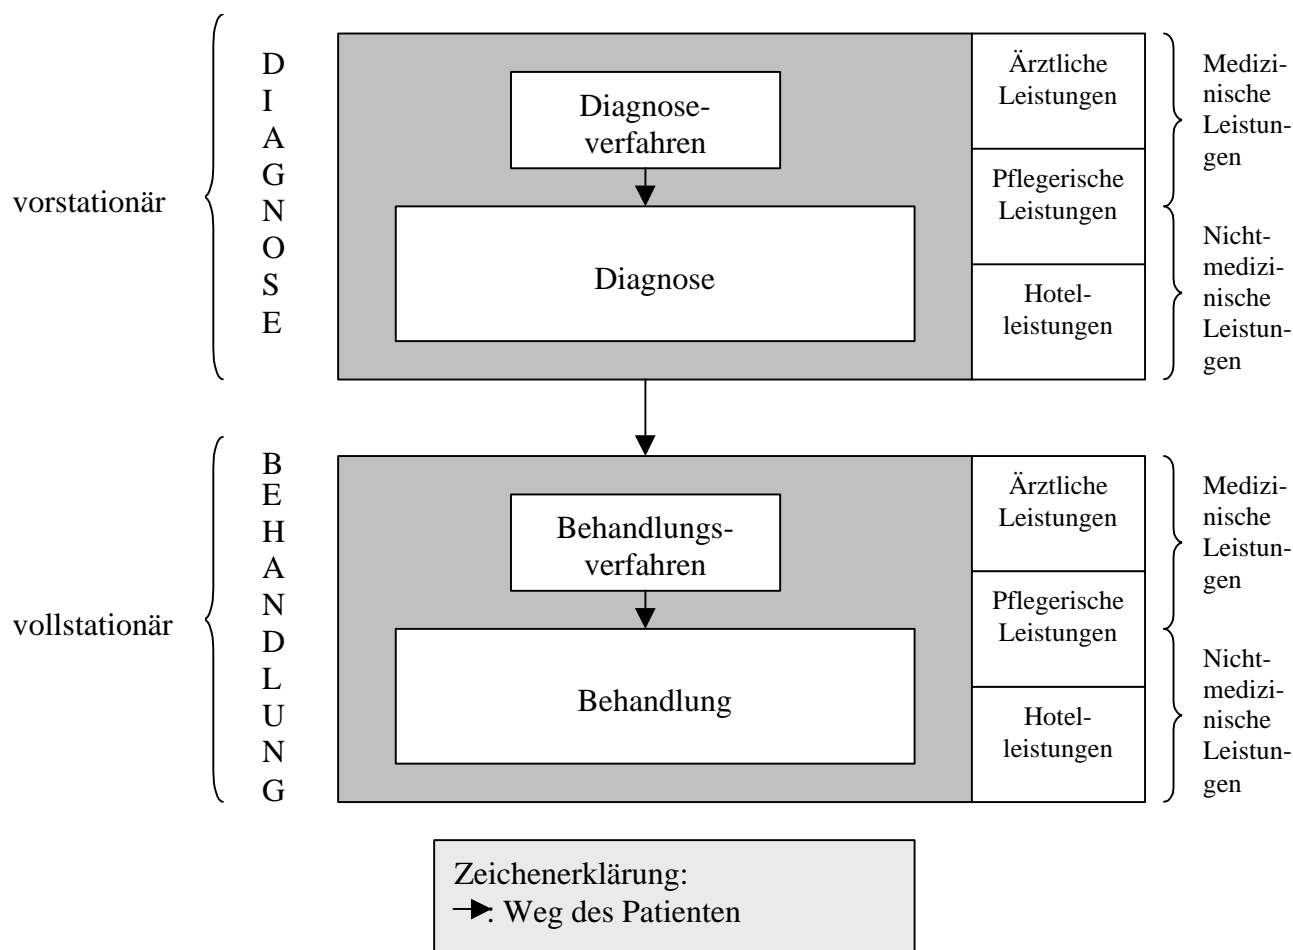 vorstationär
D
I
A
G
N
O
S
E
Diagnose-
verfahren
Diagnose
Ärztliche
Leistungen
Pflegerische
Leistungen
Hotel-
leistungen
Medizi-
nische
Leistun-
gen
Nicht-
medizi-
nische
Leistun-
gen
vollstationär
B
E
H
A
N
D
L
U
N
G
Behandlungs-
verfahren
Behandlung
Ärztliche
Leistungen
Pflegerische
Leistungen
Hotel-
leistungen
Medizi-
nische
Leistun-
gen
Nicht-
medizi-
nische
Leistun-
gen
Zeichenerklärung:
: Weg des Patienten